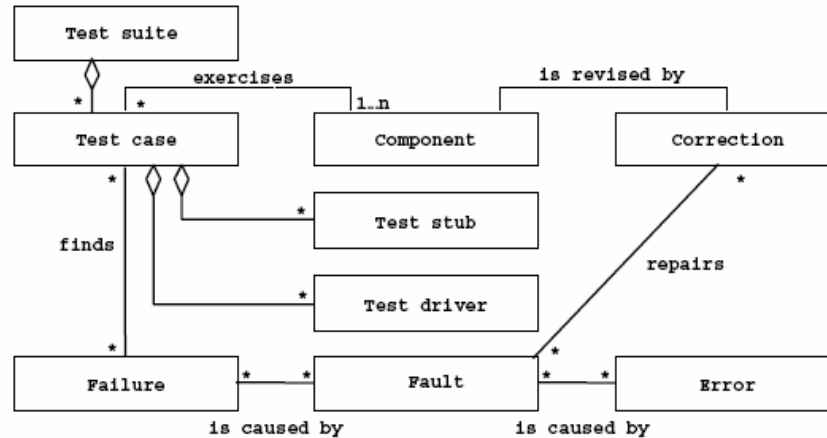 Test suite
exercises
is revised by
*
*
1…n
Test case
Component
Correction
*
*
*
Test stub
finds
repairs
*
Test driver
*
*
Failure
*
*
Fault
*
*
Error
is caused by
is caused by